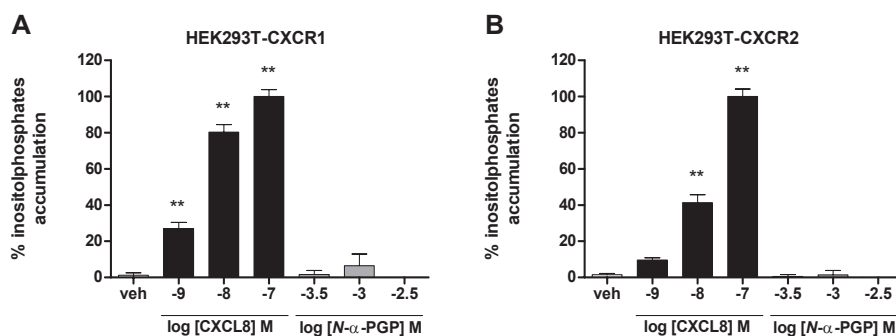 A
HEK293T-CXCR1
% inositolphosphates
accumulation
120
100
80
60
40
20
0
**
**
**
veh -9 -8 -7 -3.5 -3 -2.5
log [CXCL8] M log [N-α-PGP] M
B
HEK293T-CXCR2
% inositolphosphates
accumulation
120
100
80
60
40
20
0
**
**
veh -9 -8 -7 -3.5 -3 -2.5
log [CXCL8] M log [N-α-PGP] M